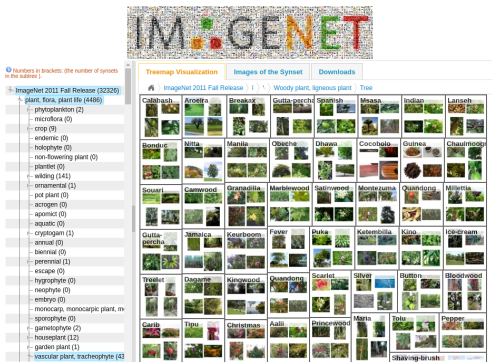 IMAGENET
Numbers in brackets: (the number of synsets in the subtree ).
ImageNet 2011 Fall Release (32326)
plant, flora, plant life (4486)
phytoplankton (2)
microflora (0)
crop (9)
endemic (0)
holophyte (0)
non-flowering plant (0)
plantlet (0)
wilding (141)
ornamental (1)
pot plant (0)
acrogen (0)
apomict (0)
aquatic (0)
cryptogam (1)
annual (0)
biennial (0)
perennial (1)
escape (0)
hygrophyte (0)
neophyte (0)
embryo (0)
monocarp, monocarpic plant, m
sporophyte (0)
gametophyte (2)
houseplant (12)
garden plant (1)
vascular plant, tracheophyte (43
Treemap Visualization
Images of the Synset
Downloads
ImageNet 2011 Fall Release
Woody plant, ligneous plant
Tree
Calabash Aroeira Breakax Gutta-percha Spanish Msasa Indian Lanseh
Bonduc Nitta Manila Obeche Dhawa Cocobolo Guinea Chaulmoogra
Souari Camwood Granadilla Marblewood Satinwood Montezuma Quandong Millettia
Gutta-percha Jamaica Keurboom Fever Puka Ketembilla Kino Ice-cream
Treelet Dagame Kingwood Quandong Scarlet Silver Button Bloodwood
Carib Tipu Christmas Aalii Princewood Maria Toiu Pepper
Shaving-brush